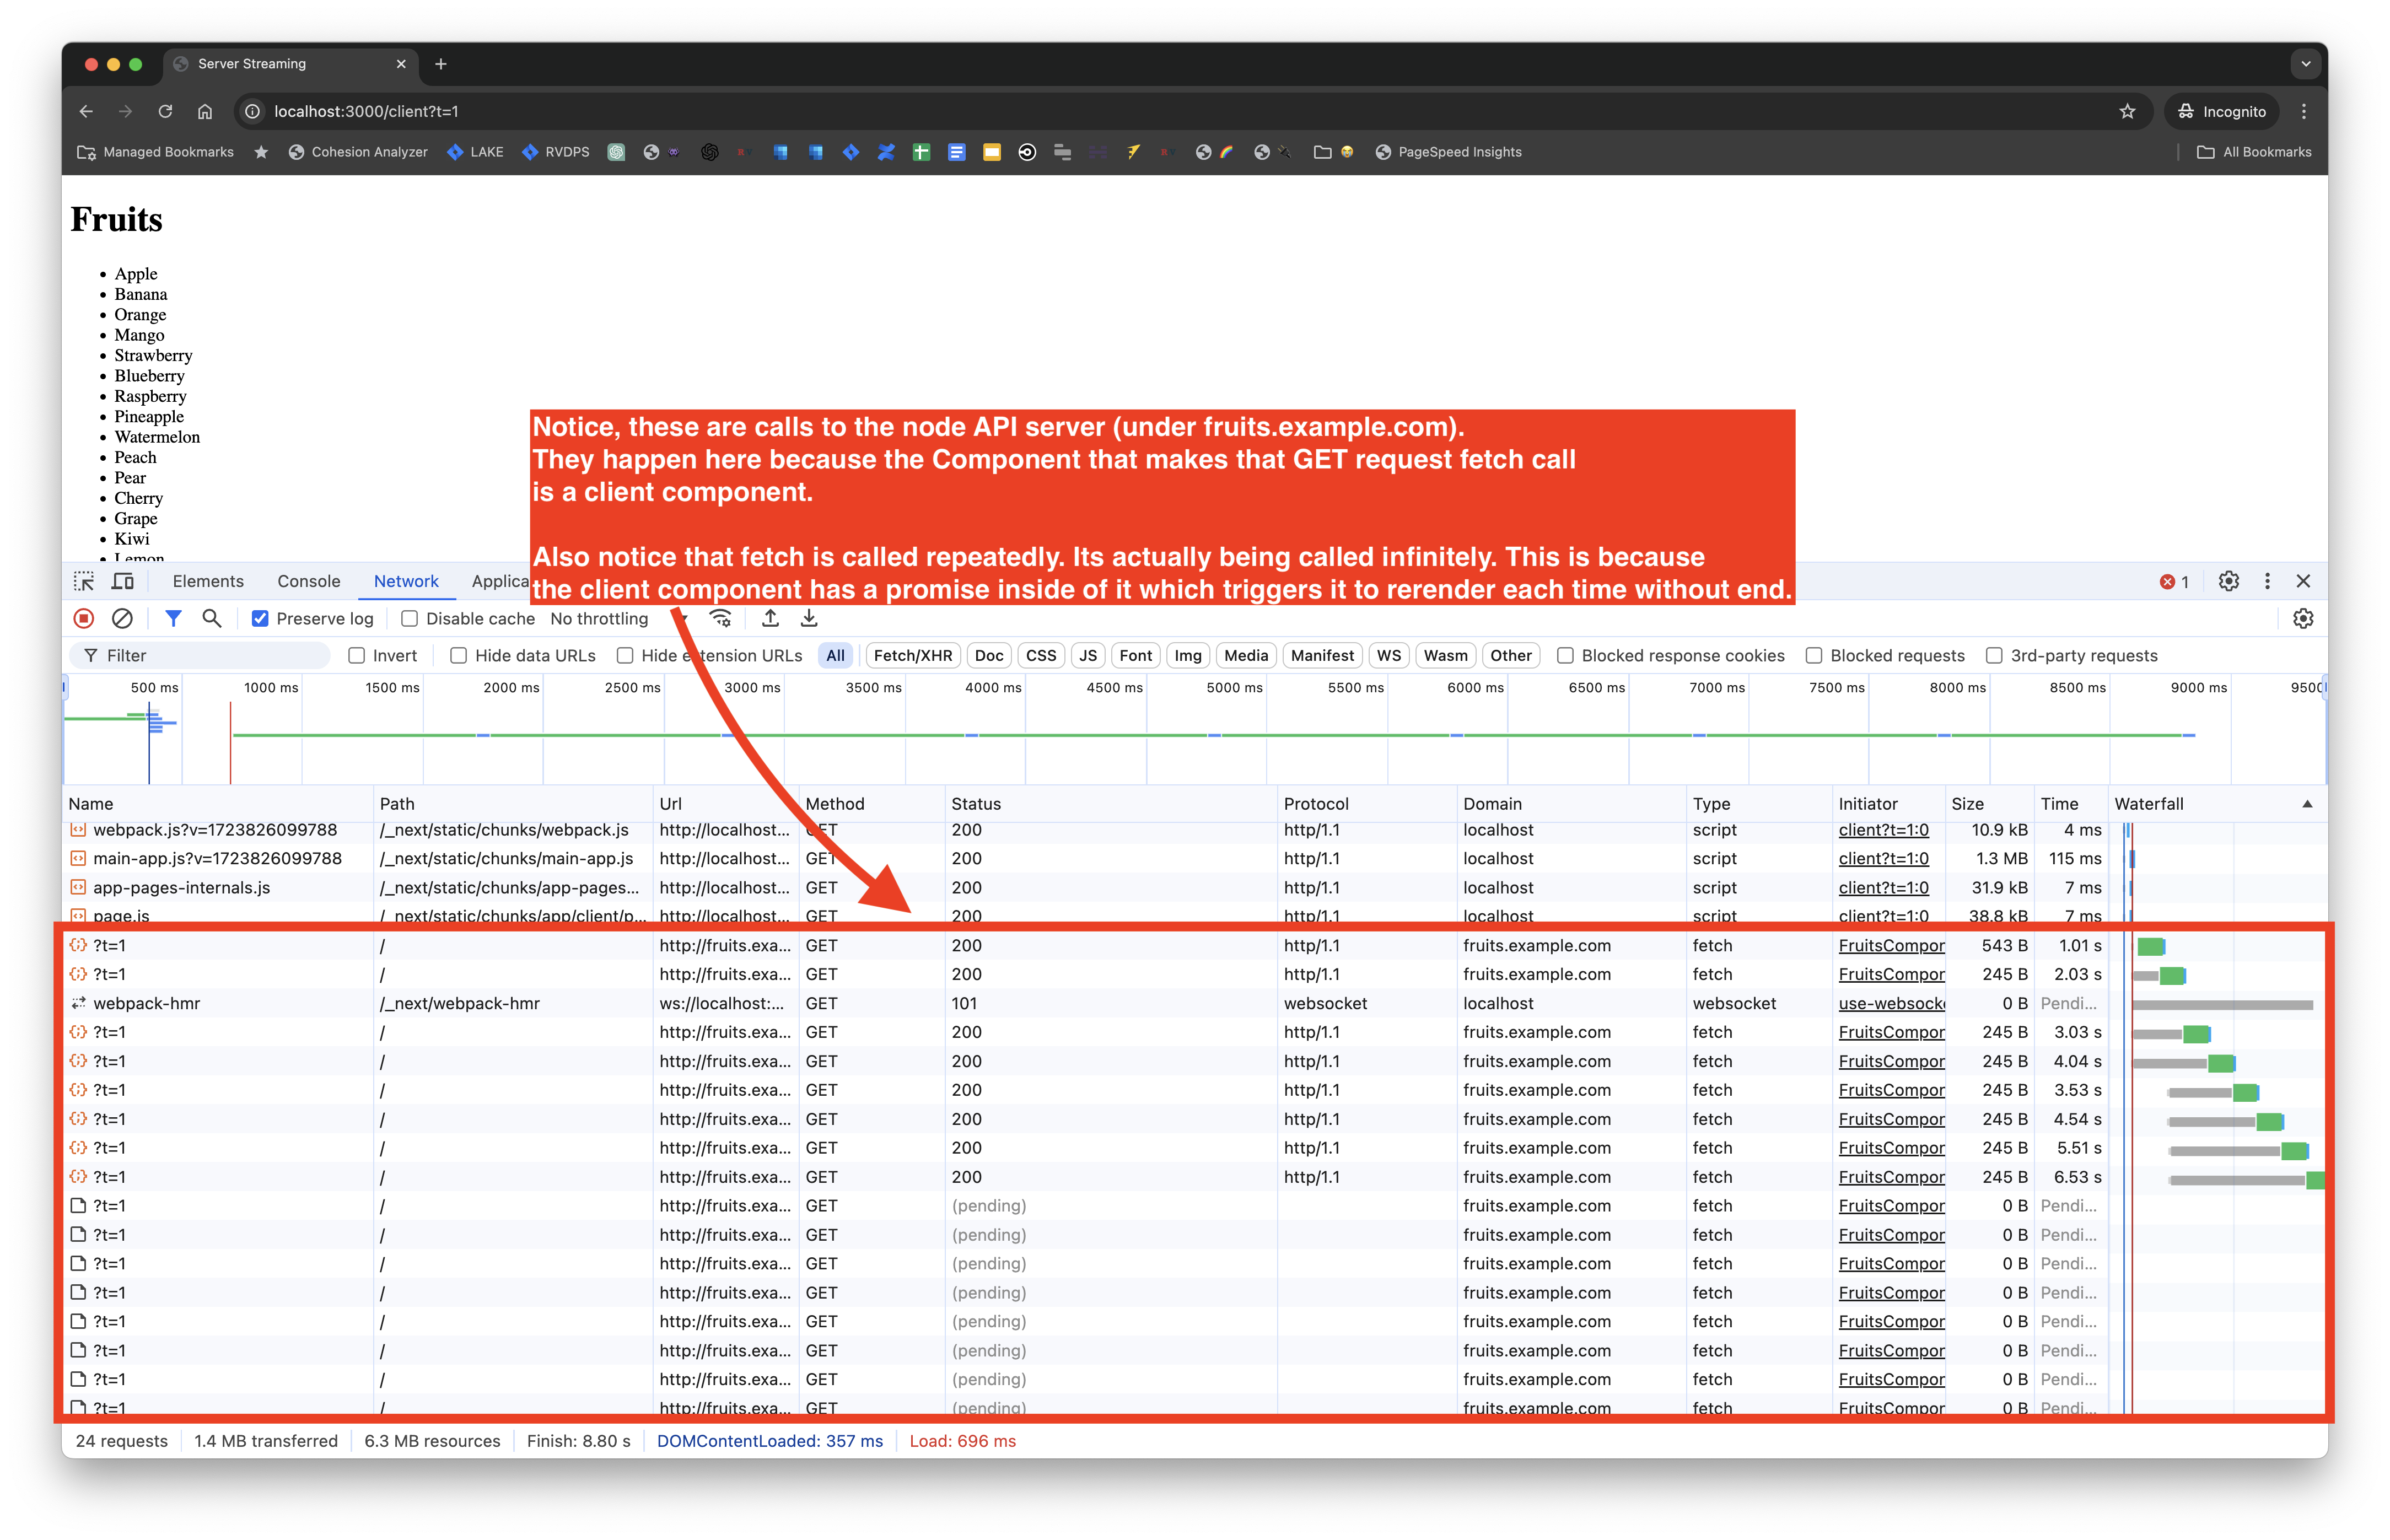 Server Streaming
localhost:3000/client?t=1
Incognito
Managed Bookmarks
Cohesion Analyzer
LAKE
RVDPS
PageSpeed Insights
All Bookmarks
Fruits
Apple
Banana
Orange
Mango
Strawberry
Blueberry
Raspberry
Pineapple
Watermelon
Peach
Pear
Cherry
Grape
Kiwi
Lemon
Notice, these are calls to the node API server (under fruits.example.com).
They happen here because the Component that makes that GET request fetch call
is a client component.
Also notice that fetch is called repeatedly. Its actually being called infinitely. This is because
the client component has a promise inside of it which triggers it to rerender each time without end.
Elements Console Network Applica 1
Preserve log Disable cache No throttling
Filter Invert Hide data URLs Hide extension URLs All Fetch/XHR Doc CSS JS Font Img Media Manifest WS Wasm Other Blocked response cookies Blocked requests 3rd-party requests
500 ms 1000 ms 1500 ms 2000 ms 2500 ms 3000 ms 3500 ms 4000 ms 4500 ms 5000 ms 5500 ms 6000 ms 6500 ms 7000 ms 7500 ms 8000 ms 8500 ms 9000 ms 9500
Name Path Url Method Status Protocol Domain Type Initiator Size Time Waterfall
webpack.js?v=1723826099788 /_next/static/chunks/webpack.js http://localhost... GET 200 http/1.1 localhost script client?t=1:0 10.9 kB 4 ms
main-app.js?v=1723826099788 /_next/static/chunks/main-app.js http://localhost... GET 200 http/1.1 localhost script client?t=1:0 1.3 MB 115 ms
app-pages-internals.js /_next/static/chunks/app-pages... http://localhost... GET 200 http/1.1 localhost script client?t=1:0 31.9 kB 7 ms
page.js /_next/static/chunks/app/client/p... http://localhost... GET 200 http/1.1 localhost script client?t=1:0 38.8 kB 7 ms
?t=1 / http://fruits.exa... GET 200 http/1.1 fruits.example.com fetch FruitsCompor 543 B 1.01 s
?t=1 / http://fruits.exa... GET 200 http/1.1 fruits.example.com fetch FruitsCompor 245 B 2.03 s
webpack-hmr /_next/webpack-hmr ws://localhost:... GET 101 websocket localhost websocket use-websocke 0 B Pendi...
?t=1 / http://fruits.exa... GET 200 http/1.1 fruits.example.com fetch FruitsCompor 245 B 3.03 s
?t=1 / http://fruits.exa... GET 200 http/1.1 fruits.example.com fetch FruitsCompor 245 B 4.04 s
?t=1 / http://fruits.exa... GET 200 http/1.1 fruits.example.com fetch FruitsCompor 245 B 3.53 s
?t=1 / http://fruits.exa... GET 200 http/1.1 fruits.example.com fetch FruitsCompor 245 B 4.54 s
?t=1 / http://fruits.exa... GET 200 http/1.1 fruits.example.com fetch FruitsCompor 245 B 5.51 s
?t=1 / http://fruits.exa... GET 200 http/1.1 fruits.example.com fetch FruitsCompor 245 B 6.53 s
?t=1 / http://fruits.exa... GET (pending) fruits.example.com fetch FruitsCompor 0 B Pendi...
?t=1 / http://fruits.exa... GET (pending) fruits.example.com fetch FruitsCompor 0 B Pendi...
?t=1 / http://fruits.exa... GET (pending) fruits.example.com fetch FruitsCompor 0 B Pendi...
?t=1 / http://fruits.exa... GET (pending) fruits.example.com fetch FruitsCompor 0 B Pendi...
?t=1 / http://fruits.exa... GET (pending) fruits.example.com fetch FruitsCompor 0 B Pendi...
?t=1 / http://fruits.exa... GET (pending) fruits.example.com fetch FruitsCompor 0 B Pendi...
?t=1 / http://fruits.exa... GET (pending) fruits.example.com fetch FruitsCompor 0 B Pendi...
?t=1 / http://fruits.exa... GET (pending) fruits.example.com fetch FruitsCompor 0 B Pendi...
24 requests 1.4 MB transferred 6.3 MB resources Finish: 8.80 s DOMContentLoaded: 357 ms Load: 696 ms